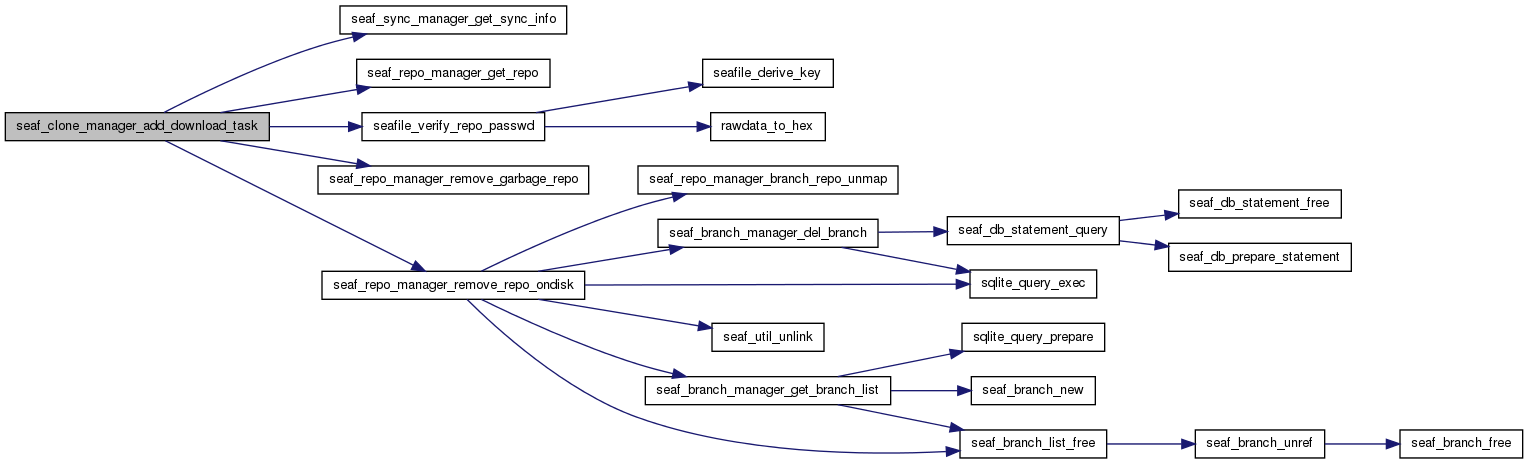 seaf_sync_manager_get_sync_info
seaf_repo_manager_get_repo
seafile_derive_key
seaf_clone_manager_add_download_task
seafile_verify_repo_passwd
rawdata_to_hex
seaf_repo_manager_remove_garbage_repo
seaf_repo_manager_branch_repo_unmap
seaf_db_statement_free
seaf_branch_manager_del_branch
seaf_db_statement_query
seaf_db_prepare_statement
seaf_repo_manager_remove_repo_ondisk
sqlite_query_exec
seaf_util_unlink
sqlite_query_prepare
seaf_branch_manager_get_branch_list
seaf_branch_new
seaf_branch_list_free
seaf_branch_unref
seaf_branch_free